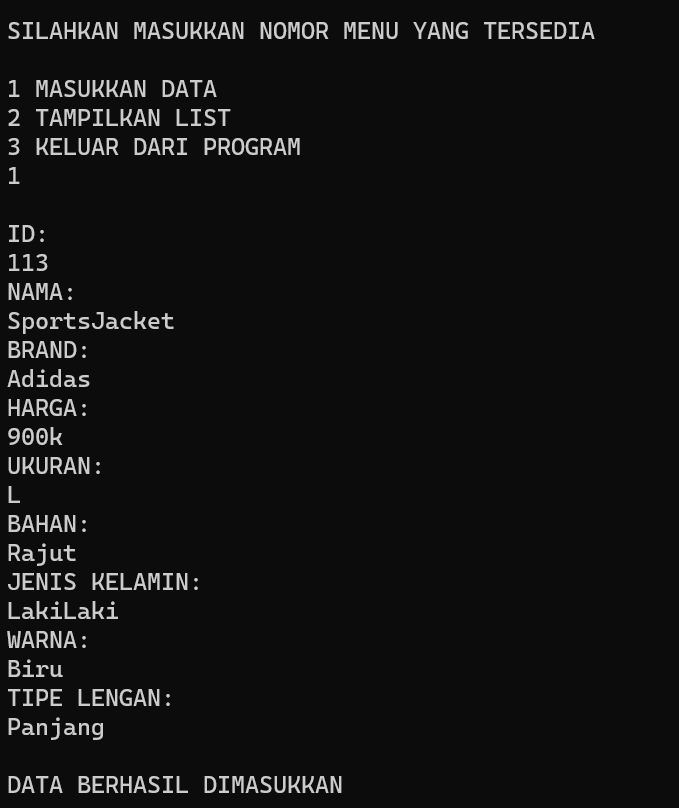 SILAHKAN MASUKKAN NOMOR MENU YANG TERSEDIA
1 MASUKKAN DATA
2 TAMPILKAN LIST
3 KELUAR DARI PROGRAM
1
ID:
113
NAMA:
SportsJacket
BRAND:
Adidas
HARGA:
900k
UKURAN:
L
BAHAN:
Rajut
JENIS KELAMIN:
LakiLaki
WARNA:
Biru
TIPE LENGAN:
Panjang
DATA BERHASIL DIMASUKKAN